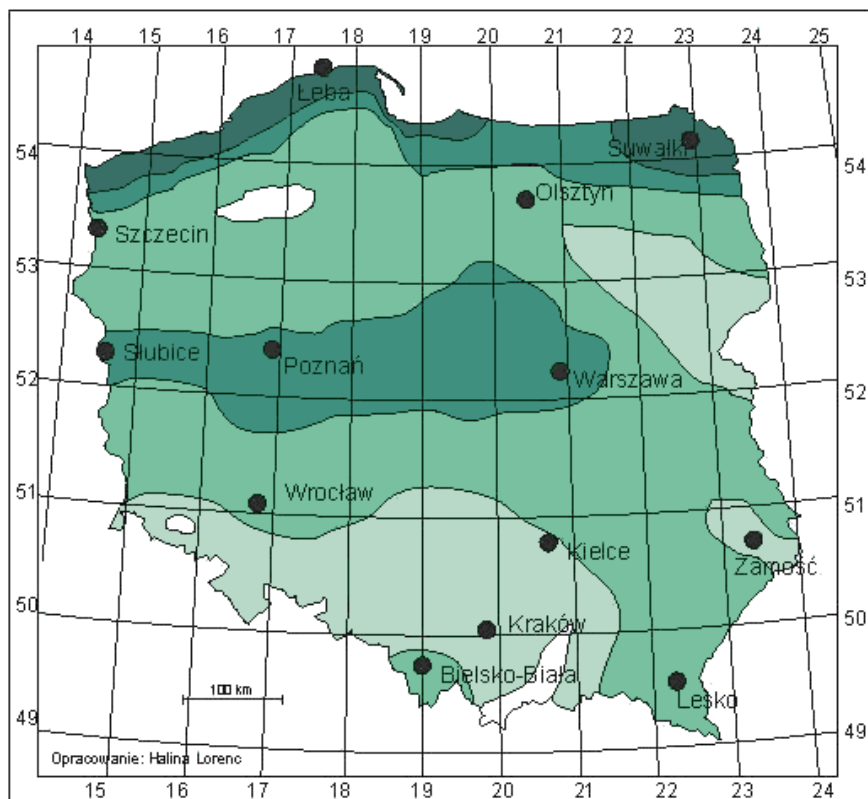 14 15 16 17 18 19 20 21 22 23 24 25
Łeba
Suwałki
54 54
Olsztyn
Szczecin
53 53
Słubice
Poznań
Warszawa
52 52
Wrocław
51 51
Kielce
Zamość
50 50
Kraków
Bielsko-Biała
100 km
Lesko
49 49
Opracowanie: Halina Lorenc
15 16 17 18 19 20 21 22 23 24